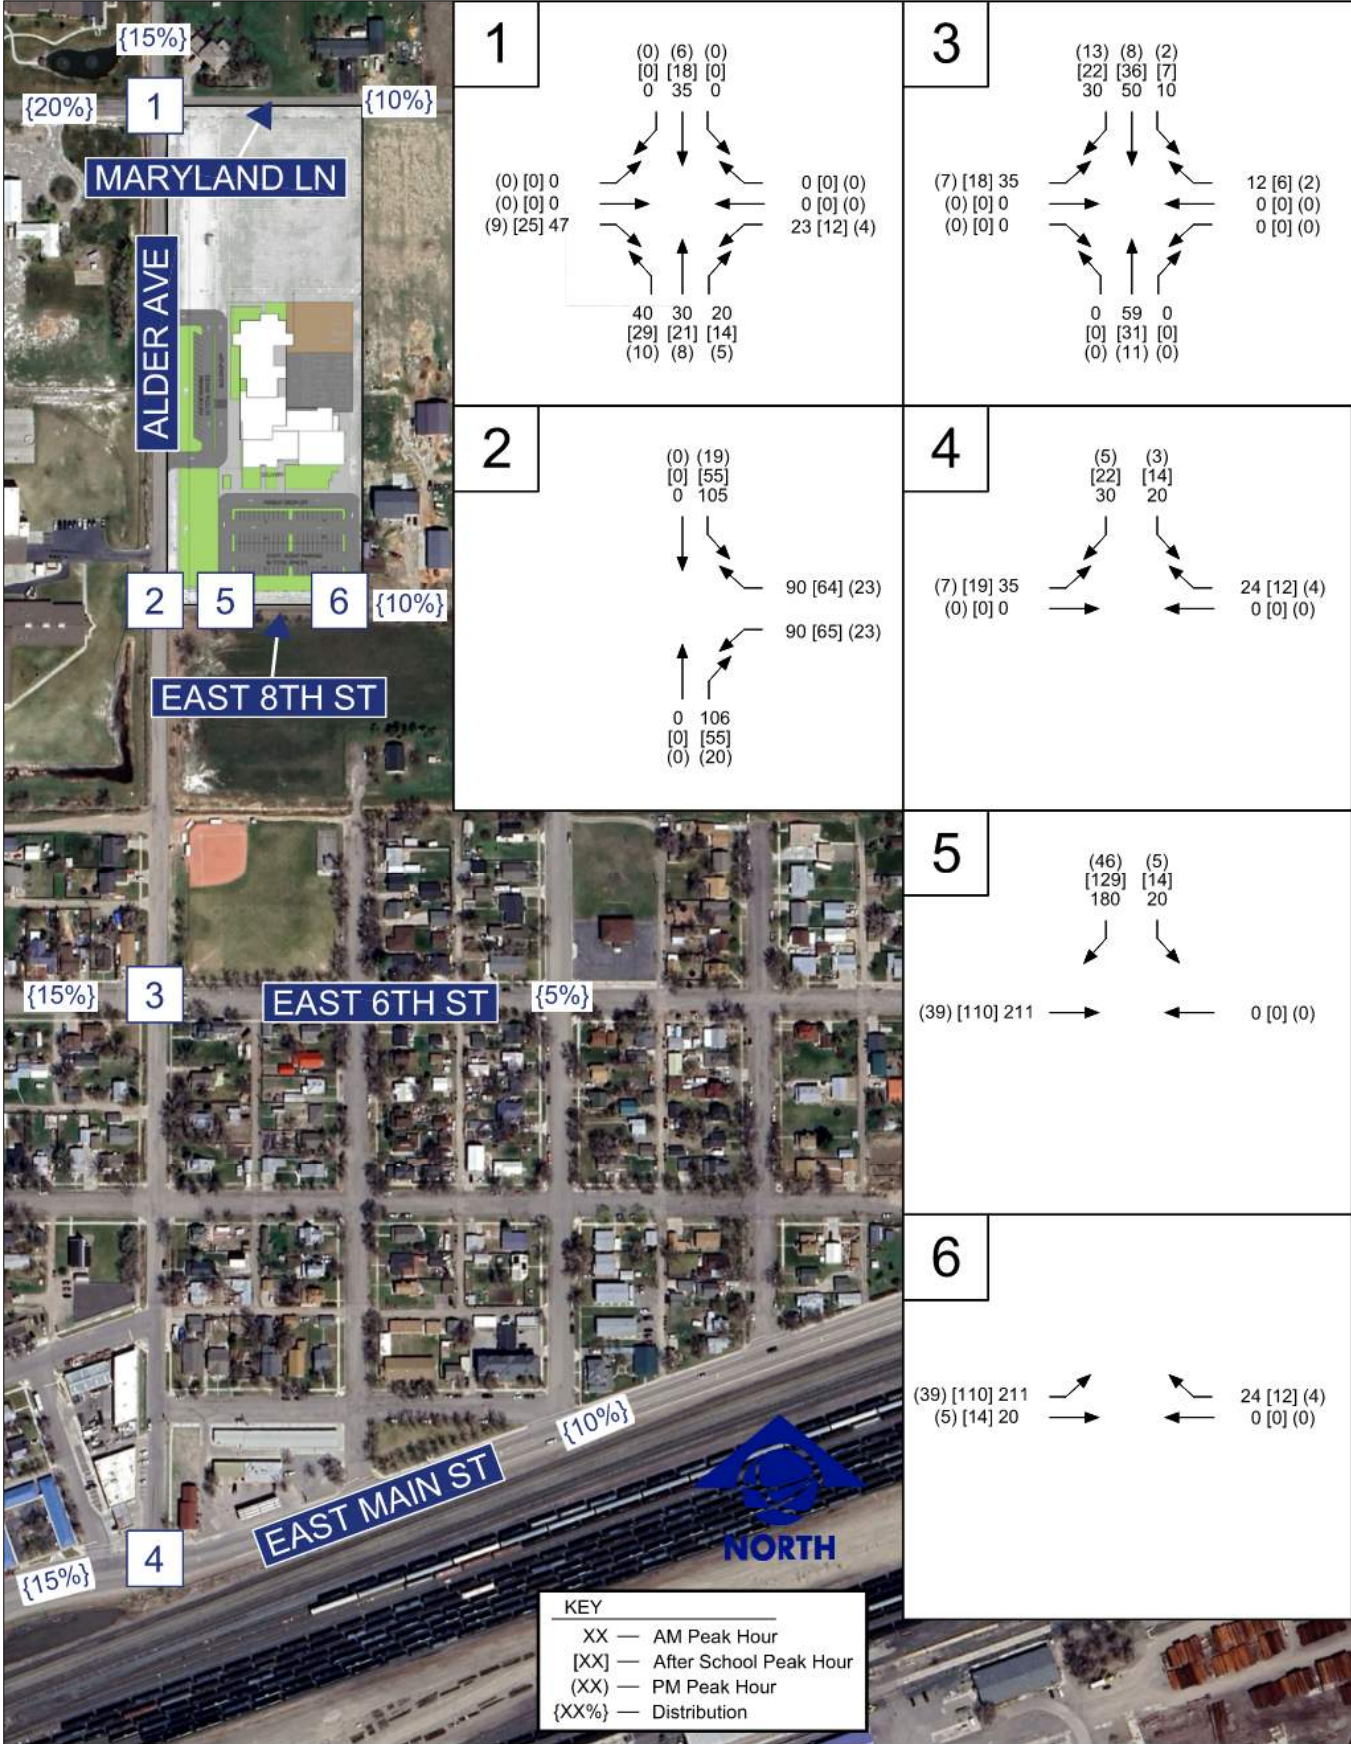 {15%}
{20%}
1
{10%}
MARYLAND LN
ALDER AVE
2
5
6
{10%}
EAST 8TH ST
{15%}
3
EAST 6TH ST
{5%}
{10%}
EAST MAIN ST
{15%}
4
NORTH
KEY
XX — AM Peak Hour
[XX] — After School Peak Hour
(XX) — PM Peak Hour
{XX%} — Distribution
1
(0) (6) (0)
[0] [18] [0]
0 35 0
(0) [0] 0
(0) [0] 0
(9) [25] 47
0 [0] (0)
0 [0] (0)
23 [12] (4)
40 30 20
[29] [21] [14]
(10) (8) (5)
3
(13) (8) (2)
[22] [36] [7]
30 50 10
(7) [18] 35
(0) [0] 0
(0) [0] 0
12 [6] (2)
0 [0] (0)
0 [0] (0)
0 59 0
[0] [31] [0]
(0) (11) (0)
2
(0) (19)
[0] [55]
0 105
90 [64] (23)
90 [65] (23)
0 106
[0] [55]
(0) (20)
4
(5) (3)
[22] [14]
30 20
(7) [19] 35
(0) [0] 0
24 [12] (4)
0 [0] (0)
5
(46) (5)
[129] [14]
180 20
(39) [110] 211
0 [0] (0)
6
(39) [110] 211
(5) [14] 20
24 [12] (4)
0 [0] (0)